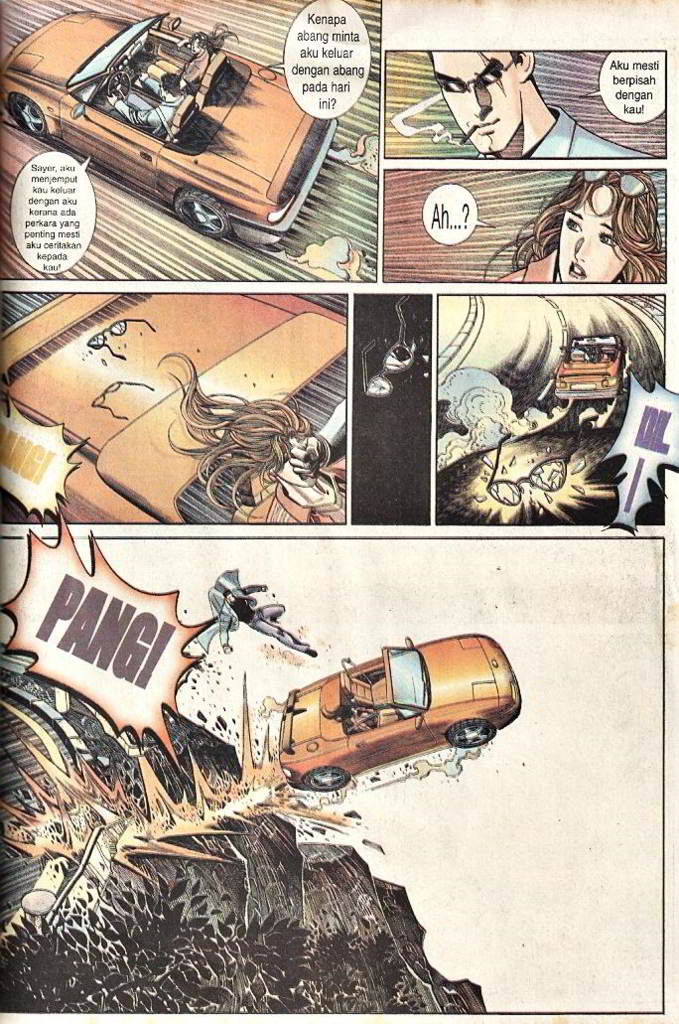 Kenapa
abang minta
aku keluar
dengan abang
pada hari
ini?
Sayer, aku
menjemput
kau keluar
dengan aku
kerana ada
perkara yang
penting mesti
aku ceritakan
kepada
kau!
Aku mesti
berpisah
dengan
kau!
Ah...?
PANG!